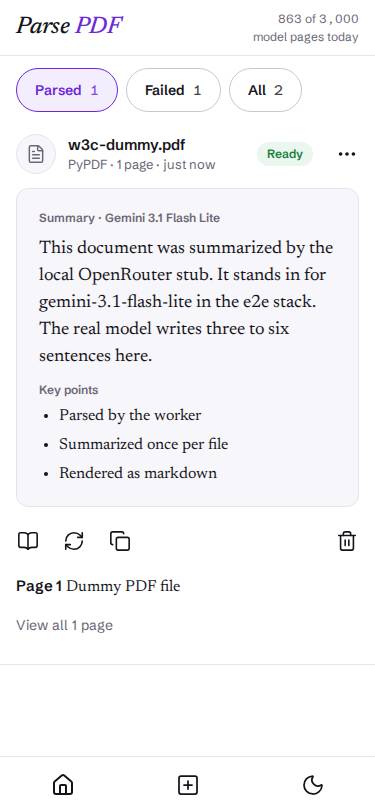 Parse PDF
863 of 3,000
model pages today
Parsed 1
Failed 1
All 2
w3c-dummy.pdf
PyPDF · 1 page · just now
Ready
Summary · Gemini 3.1 Flash Lite
This document was summarized by the
local OpenRouter stub. It stands in for
gemini-3.1-flash-lite in the e2e stack.
The real model writes three to six
sentences here.
Key points
• Parsed by the worker
• Summarized once per file
• Rendered as markdown
Page 1 Dummy PDF file
View all 1 page